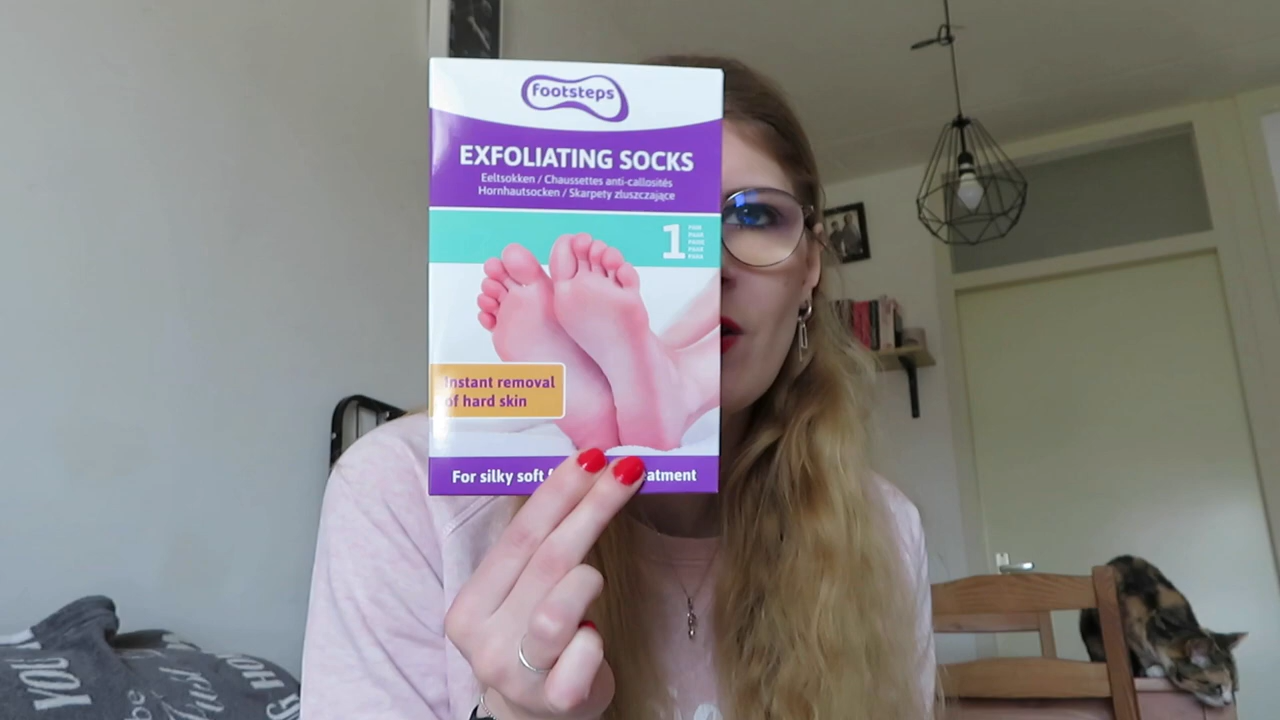 footsteps
EXFOLIATING SOCKS
Eeltsokken / Chaussettes anti-callosités
Hornhautsocken / Skarpety złuszczające
1
Instant removal
of hard skin
For silky soft
YOU